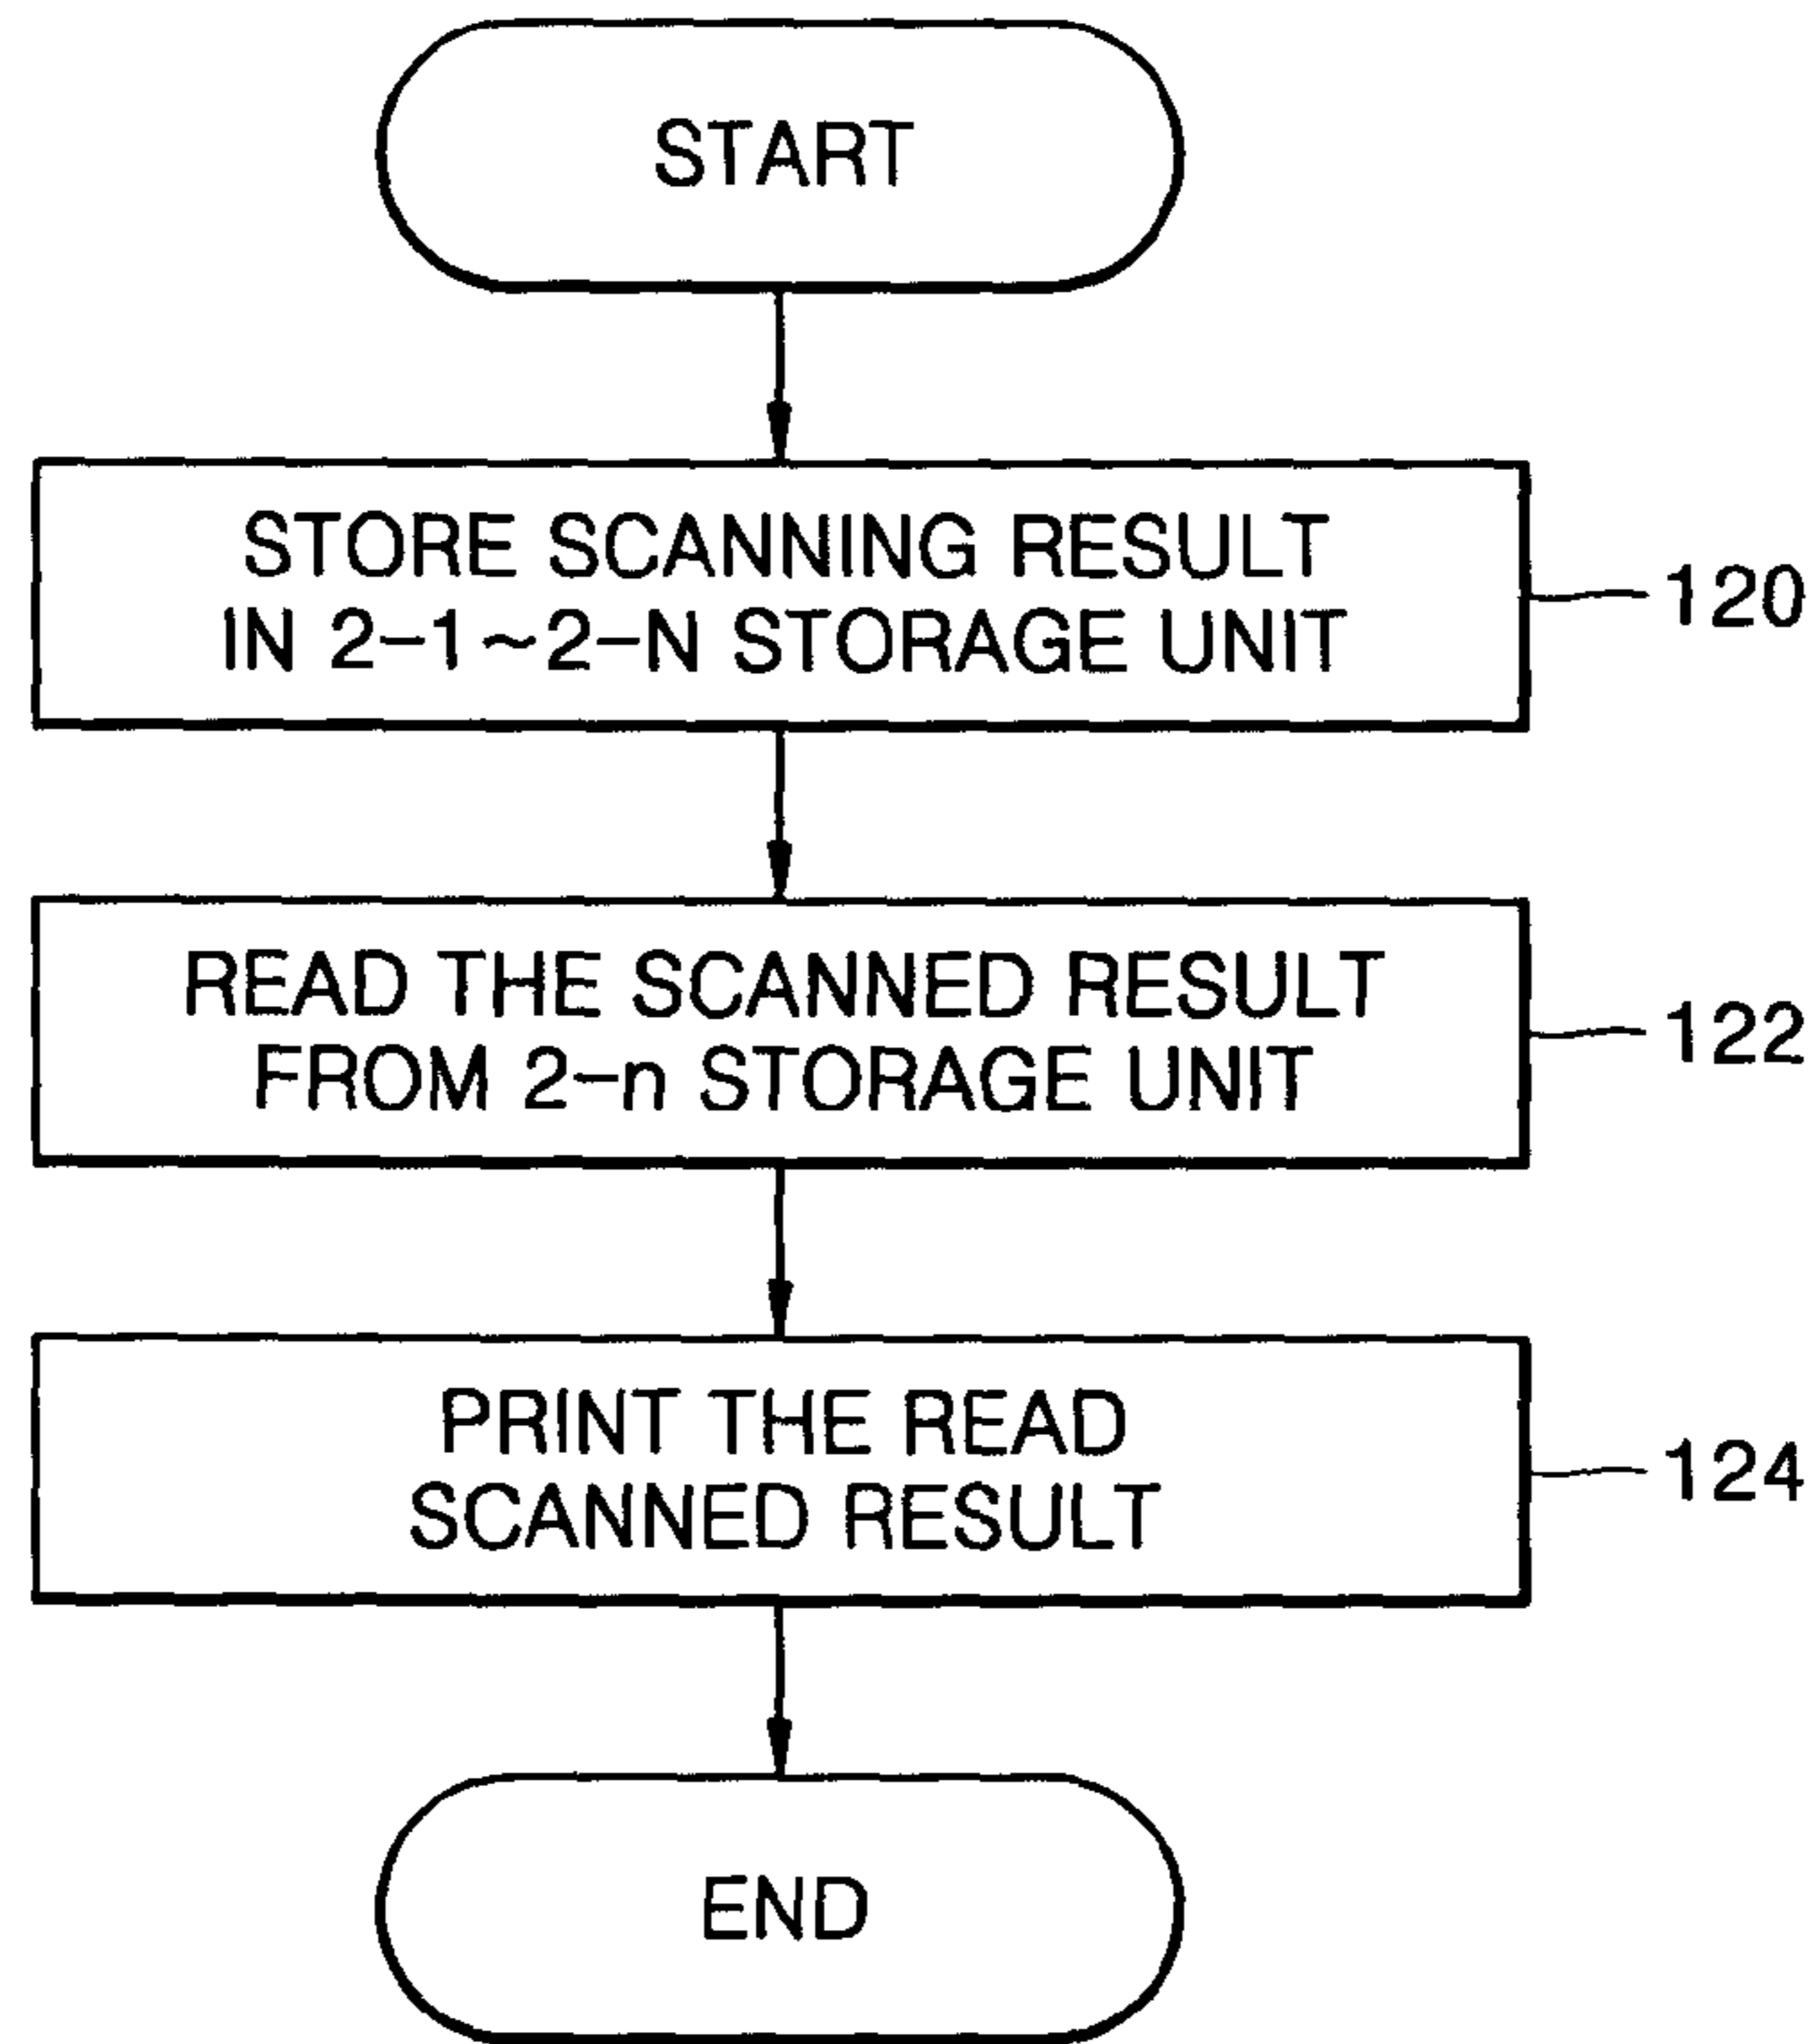 START
STORE SCANNING RESULT
IN 2-1~2-N STORAGE UNIT
120
READ THE SCANNED RESULT
FROM 2-n STORAGE UNIT
122
PRINT THE READ
SCANNED RESULT
124
END